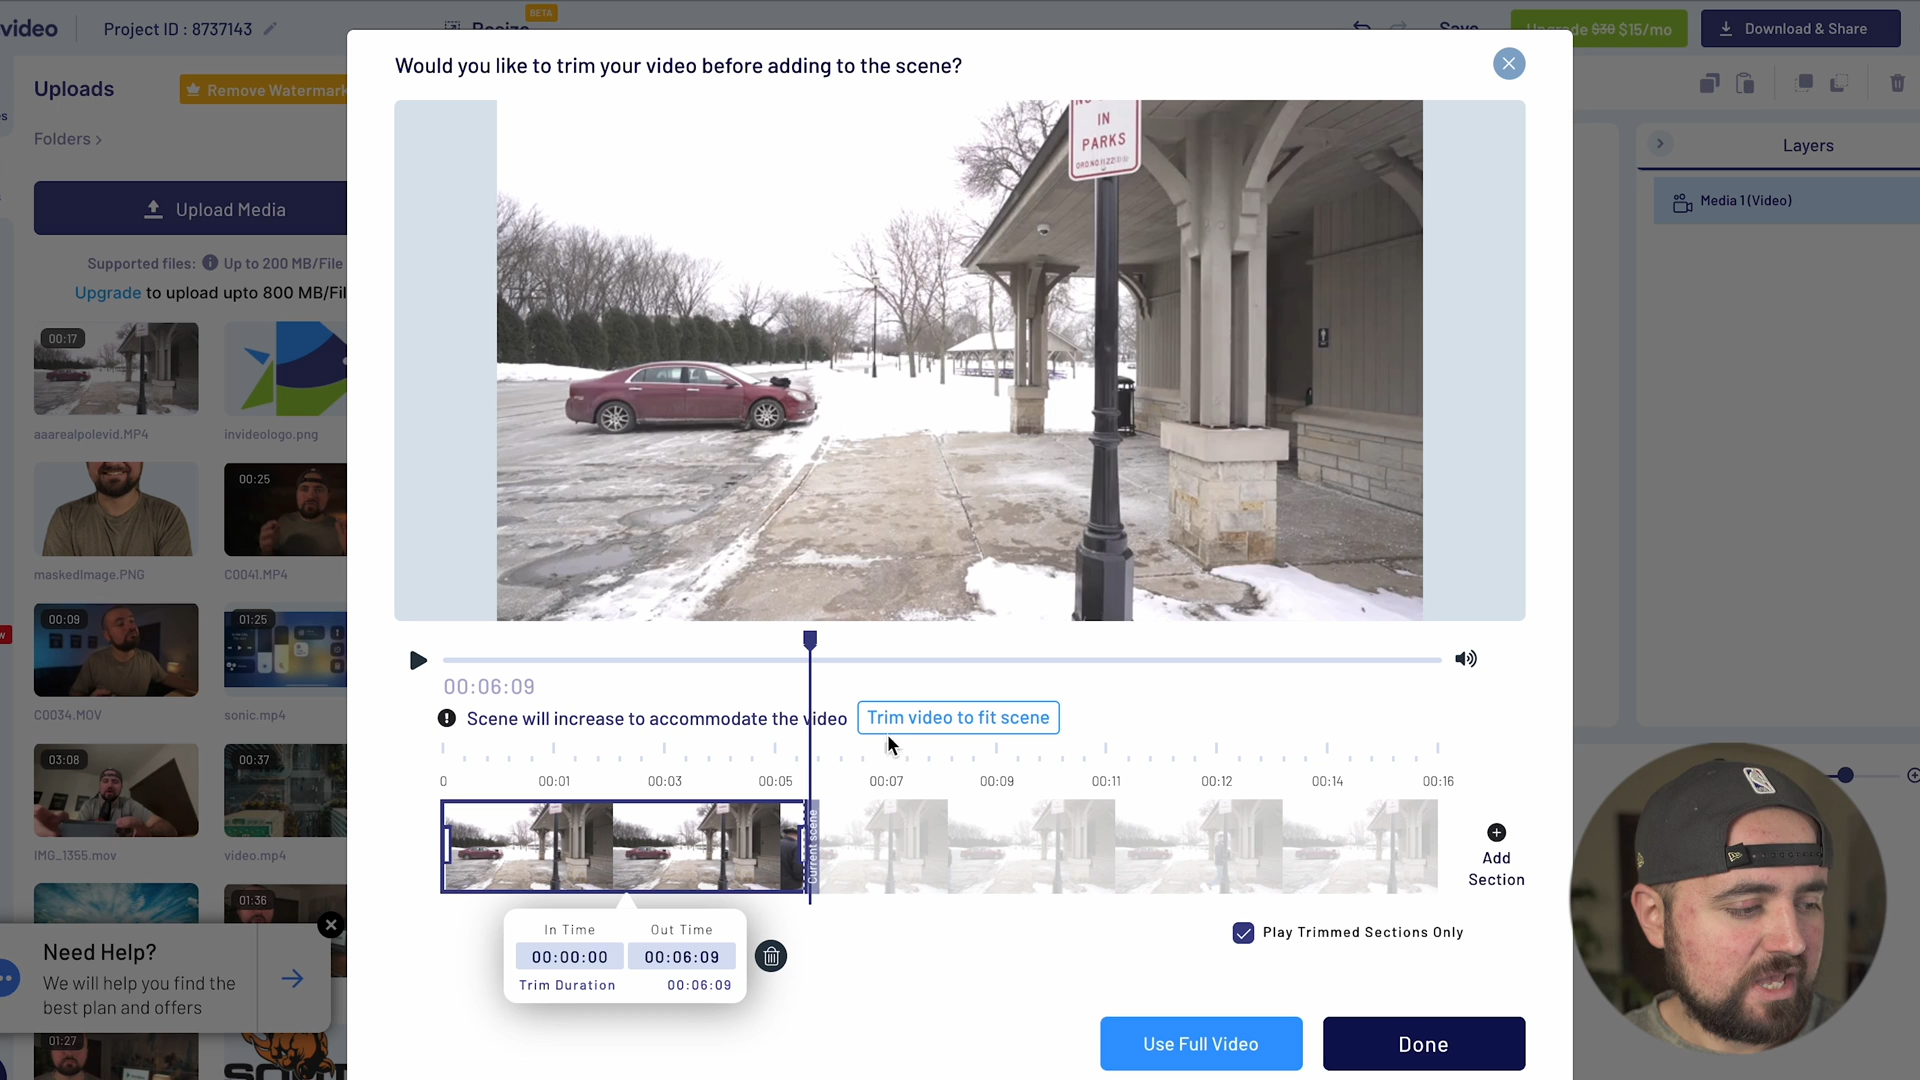 video
Project ID : 8737143
Resize
BETA
Save
Upgrade $30 $15/mo
Download & Share
Uploads
Remove Watermark
Folders >
Upload Media
Supported files: Up to 200 MB/File
Upgrade to upload upto 800 MB/Fil
00:17
aaarealpolevid.MP4
invideologo.png
maskedImage.PNG
00:25
C0041.MP4
00:09
C0034.MOV
01:25
sonic.mp4
03:08
IMG_1355.mov
00:37
video.mp4
01:36
Need Help?
We will help you find the
best plan and offers
01:27
Would you like to trim your video before adding to the scene?
IN
PARKS
00:06:09
Scene will increase to accommodate the video
Trim video to fit scene
0 00:01 00:03 00:05 00:07 00:09 00:11 00:12 00:14 00:16
Current scene
Add
Section
In Time Out Time
00:00:00 00:06:09
Trim Duration 00:06:09
Play Trimmed Sections Only
Use Full Video
Done
Layers
Media 1 (Video)